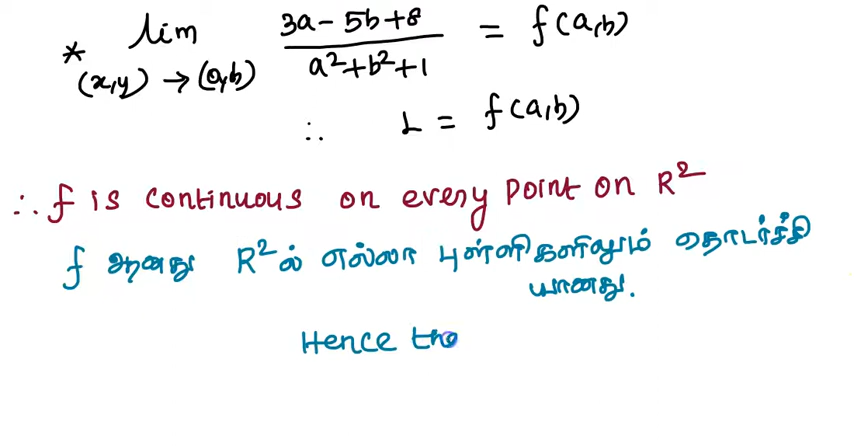 * lim (x,y) → (a,b) (3a - 5b + 8)/(a² + b² + 1) = f(a,b)
∴ L = f(a,b)
∴ f is continuous on every point on R²
f ஆனது R²ல் எல்லா புள்ளிகளிலும் தொடர்ச்சி
யானது.
Hence the